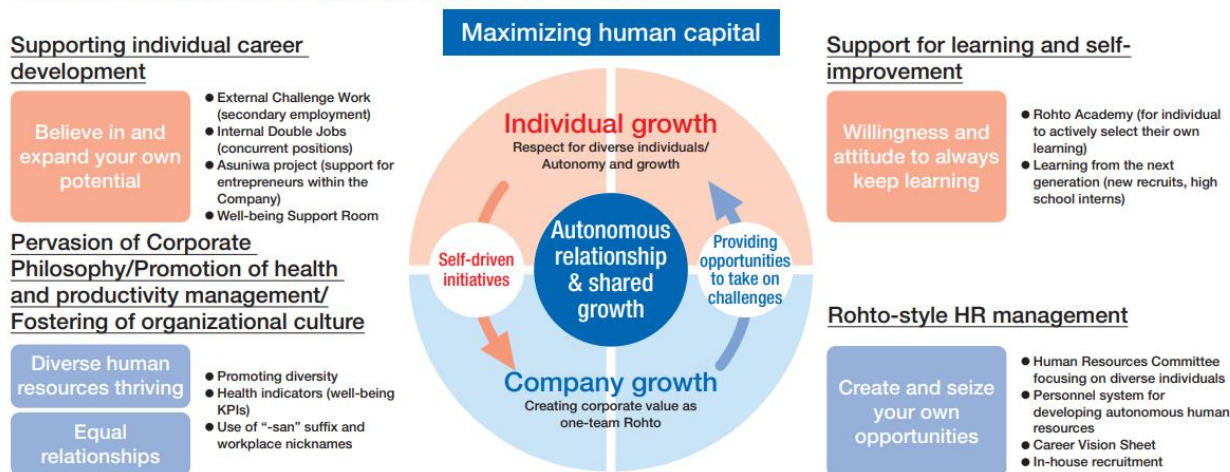 Maximizing human capital
Supporting individual career
development
Believe in and
expand your own
potential
● External Challenge Work
(secondary employment)
● Internal Double Jobs
(concurrent positions)
● Asuniwa project (support for
entrepreneurs within the
Company)
● Well-being Support Room
Pervasion of Corporate
Philosophy/Promotion of health
and productivity management/
Fostering of organizational culture
Diverse human
resources thriving
Equal
relationships
● Promoting diversity
● Health indicators (well-being
KPIs)
● Use of “-san” suffix and
workplace nicknames
Individual growth
Respect for diverse individuals/
Autonomy and growth
Self-driven
initiatives
Autonomous
relationship
& shared
growth
Providing
opportunities
to take on
challenges
Company growth
Creating corporate value as
one-team Rohto
Support for learning and self-
improvement
Willingness and
attitude to always
keep learning
● Rohto Academy (for individual
to actively select their own
learning)
● Learning from the next
generation (new recruits, high
school interns)
Rohto-style HR management
Create and seize
your own
opportunities
● Human Resources Committee
focusing on diverse individuals
● Personnel system for
developing autonomous human
resources
● Career Vision Sheet
● In-house recruitment